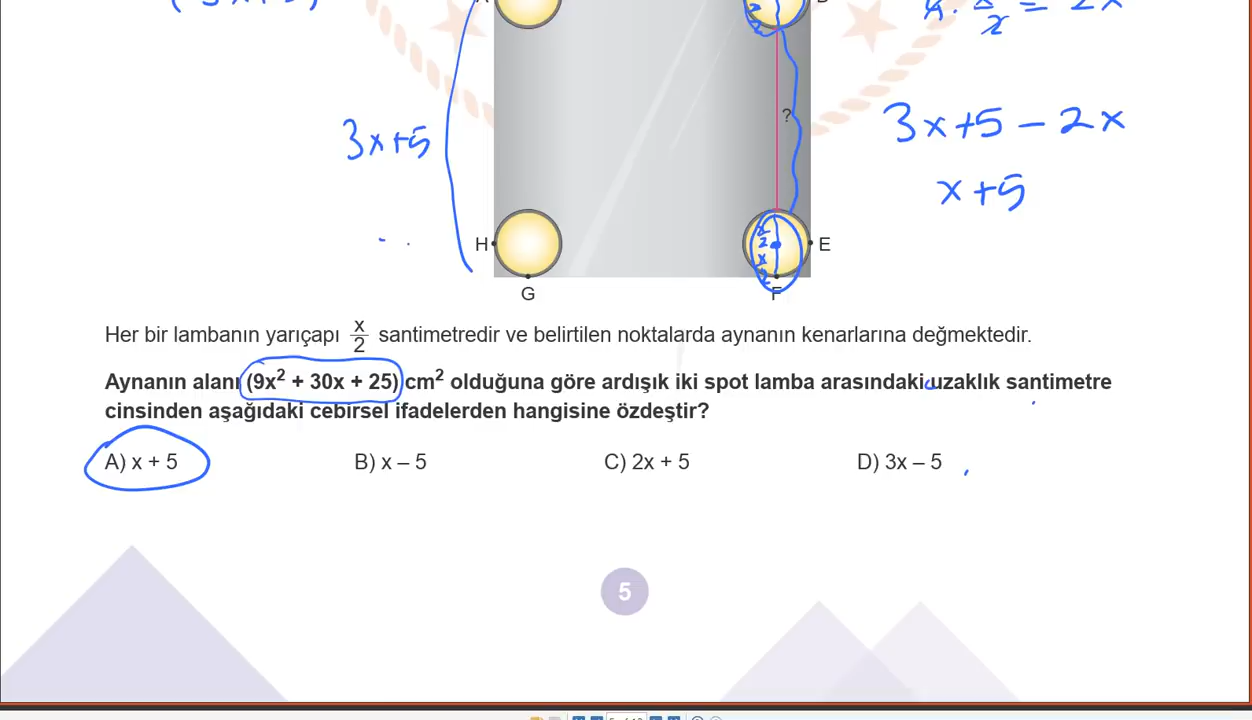 3x+5 - 2x
?
3x+5
x+5
H
E
G
F
Her bir lambanın yarıçapı x/2 santimetredir ve belirtilen noktalarda aynanın kenarlarına değmektedir.
Aynanın alanı (9x² + 30x + 25) cm² olduğuna göre ardışık iki spot lamba arasındaki uzaklık santimetre
cinsinden aşağıdaki cebirsel ifadelerden hangisine özdeştir?
A) x + 5 B) x – 5 C) 2x + 5 D) 3x – 5
5